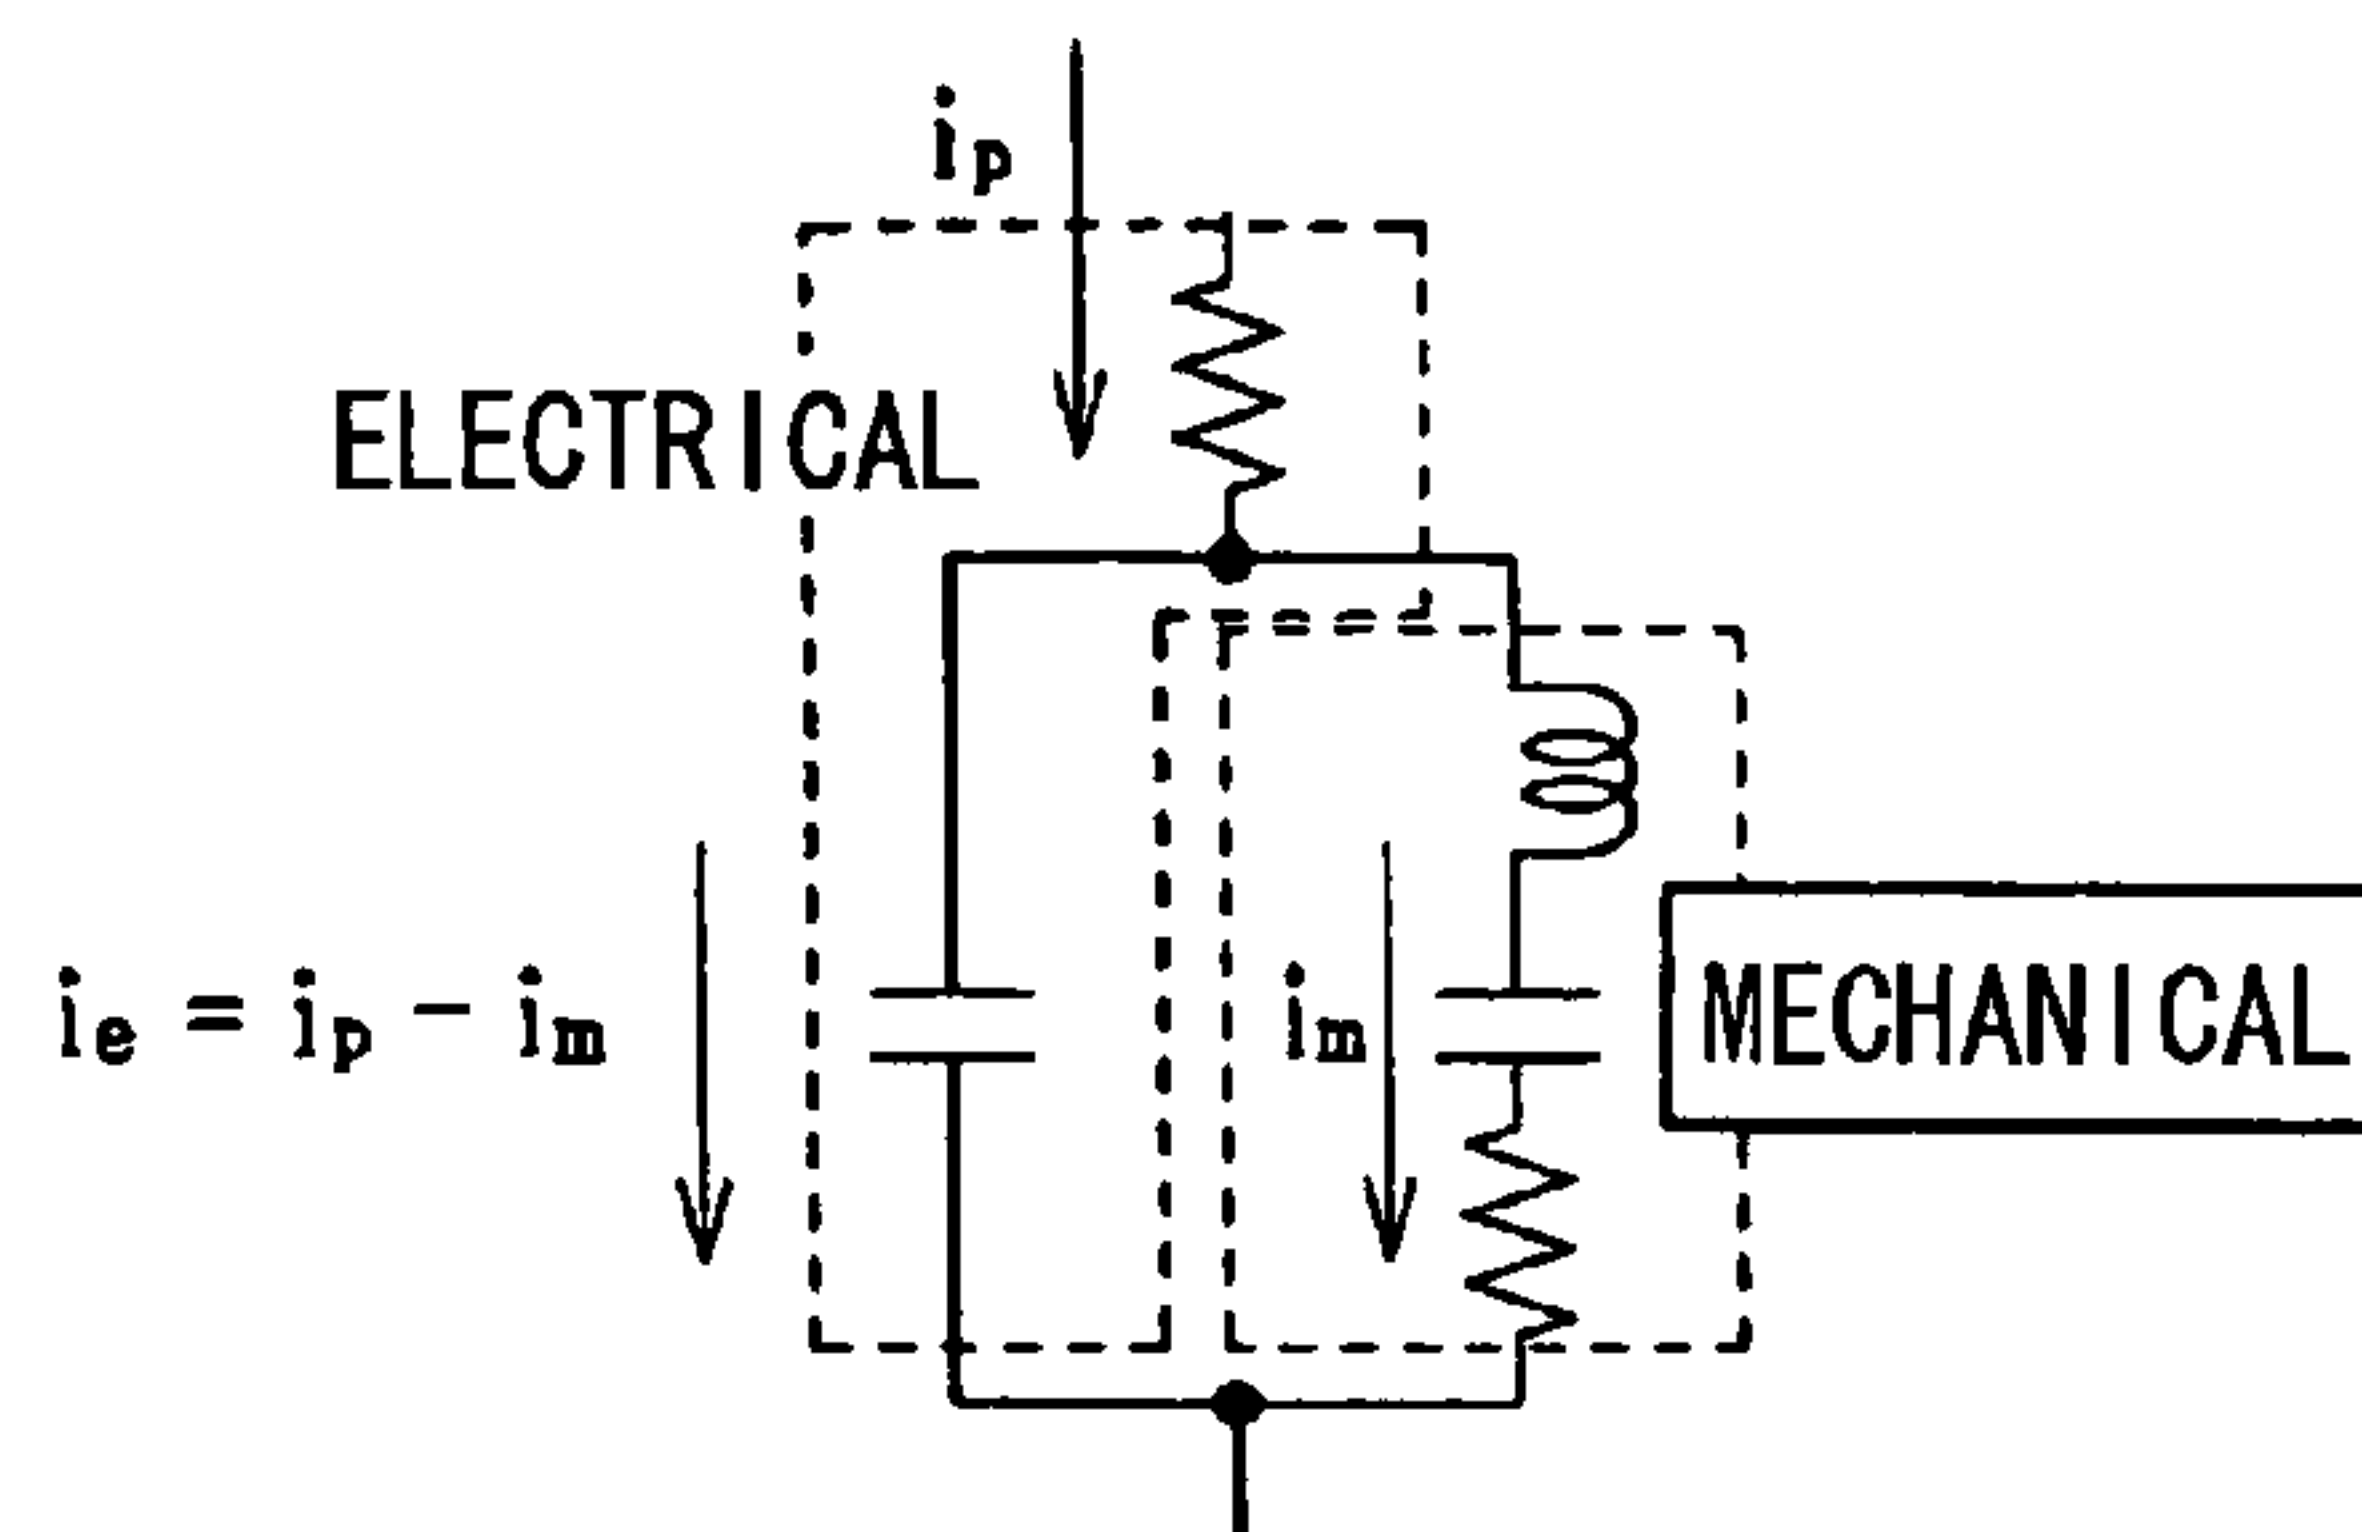 ip
ELECTRICAL
ie = ip - im
im
MECHANICAL